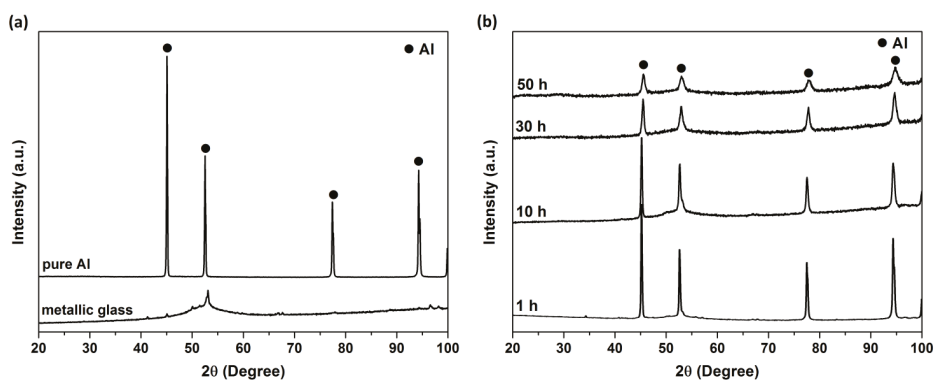 (a)
● Al
Intensity (a.u.)
pure Al
metallic glass
20 30 40 50 60 70 80 90 100
2θ (Degree)
(b)
● Al
Intensity (a.u.)
50 h
30 h
10 h
1 h
20 30 40 50 60 70 80 90 100
2θ (Degree)